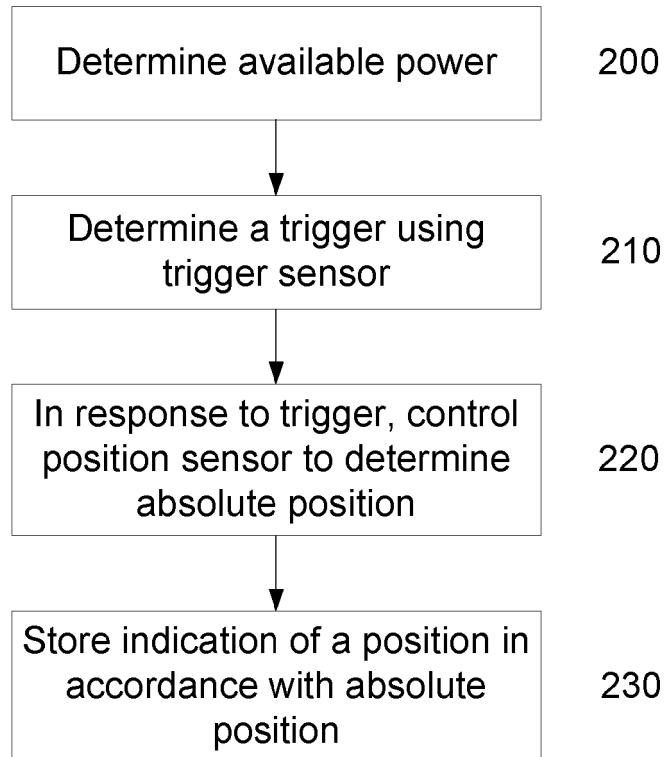 Determine available power 200
Determine a trigger using
trigger sensor
210
In response to trigger, control
position sensor to determine
absolute position
220
Store indication of a position in
accordance with absolute
position
230